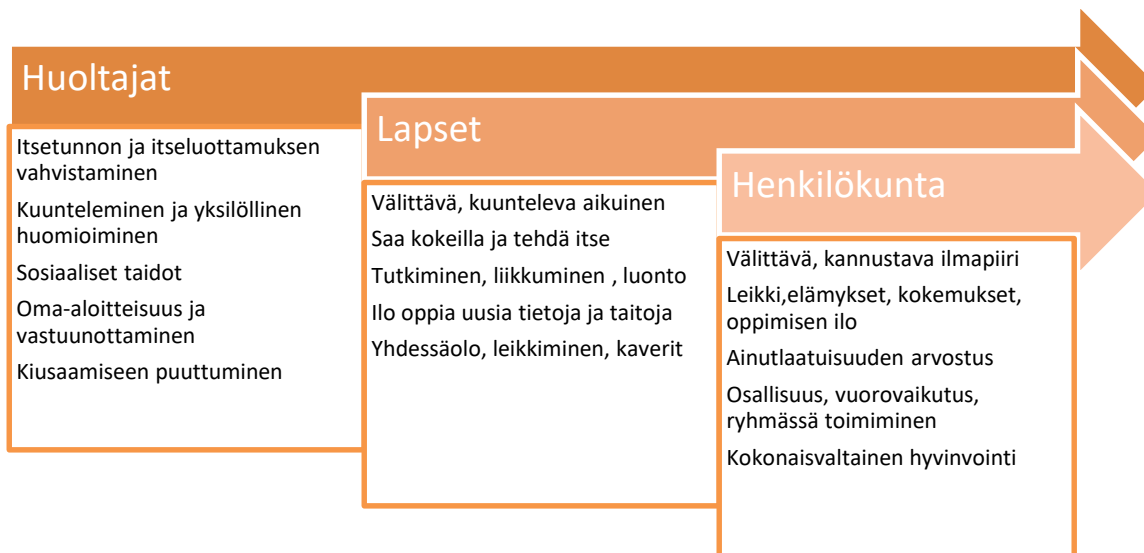 Huoltajat
Itsetunnon ja itseluottamuksen
vahvistaminen
Kuunteleminen ja yksilöllinen
huomioiminen
Sosiaaliset taidot
Oma-aloitteisuus ja
vastuunottaminen
Kiusaamiseen puuttuminen
Lapset
Välittävä, kuunteleva aikuinen
Saa kokeilla ja tehdä itse
Tutkiminen, liikkuminen , luonto
Ilo oppia uusia tietoja ja taitoja
Yhdessäolo, leikkiminen, kaverit
Henkilökunta
Välittävä, kannustava ilmapiiri
Leikki,elämykset, kokemukset,
oppimisen ilo
Ainutlaatuisuuden arvostus
Osallisuus, vuorovaikutus,
ryhmässä toimiminen
Kokonaisvaltainen hyvinvointi